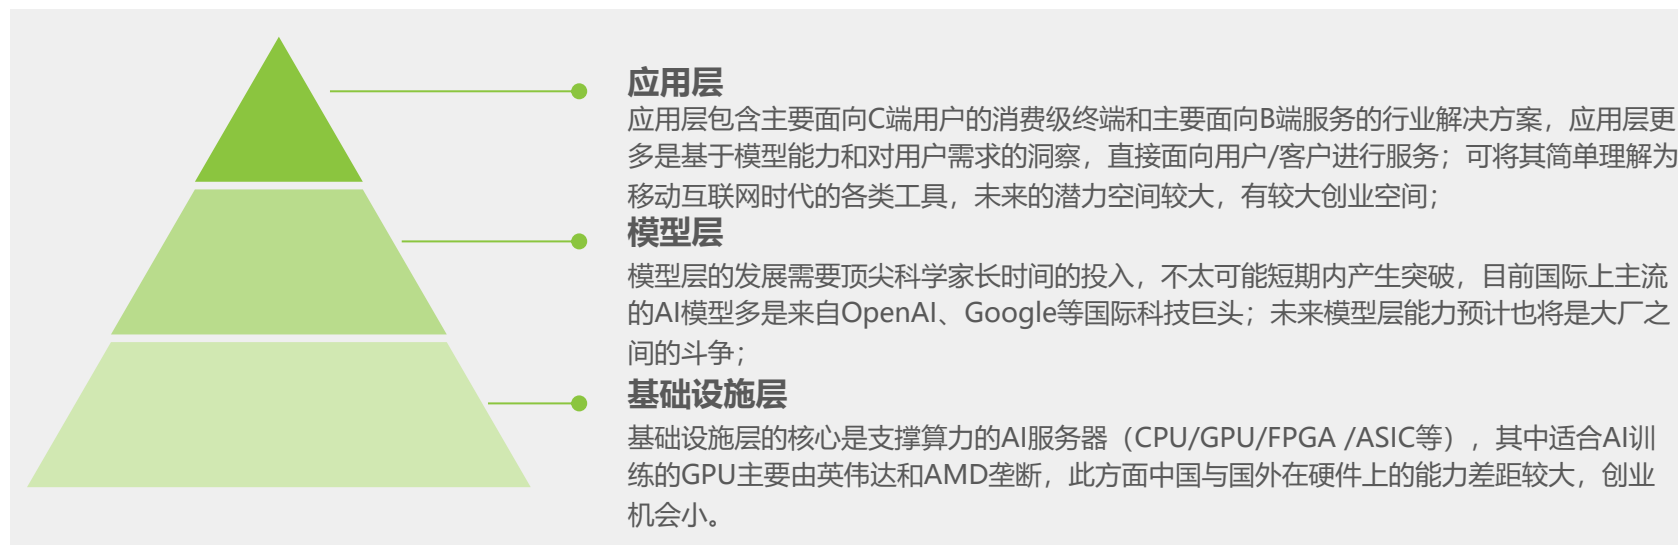 应用层
应用层包含主要面向C端用户的消费级终端和主要面向B端服务的行业解决方案，应用层更
多是基于模型能力和对用户需求的洞察，直接面向用户/客户进行服务；可将其简单理解为
移动互联网时代的各类工具，未来的潜力空间较大，有较大创业空间；
模型层
模型层的发展需要顶尖科学家长时间的投入，不太可能短期内产生突破，目前国际上主流
的AI模型多是来自OpenAI、Google等国际科技巨头；未来模型层能力预计也将是大厂之
间的斗争；
基础设施层
基础设施层的核心是支撑算力的AI服务器（CPU/GPU/FPGA /ASIC等），其中适合AI训
练的GPU主要由英伟达和AMD垄断，此方面中国与国外在硬件上的能力差距较大，创业
机会小。